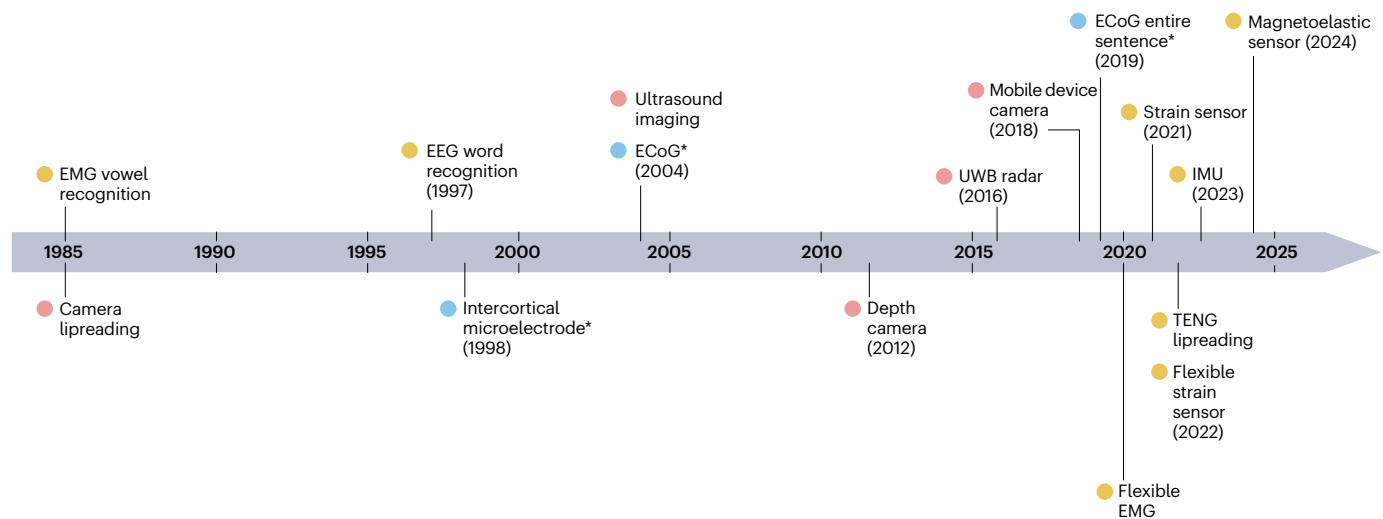 ECoG entire
sentence*
(2019)
Magnetoelastic
sensor (2024)
Mobile device
camera
(2018)
Ultrasound
imaging
Strain sensor
(2021)
EEG word
recognition
(1997)
ECoG*
(2004)
EMG vowel
recognition
UWB radar
(2016)
IMU
(2023)
1985
1990
1995
2000
2005
2010
2015
2020
2025
Camera
lipreading
Intercortical
microelectrode*
(1998)
Depth
camera
(2012)
TENG
lipreading
Flexible
strain
sensor
(2022)
Flexible
EMG